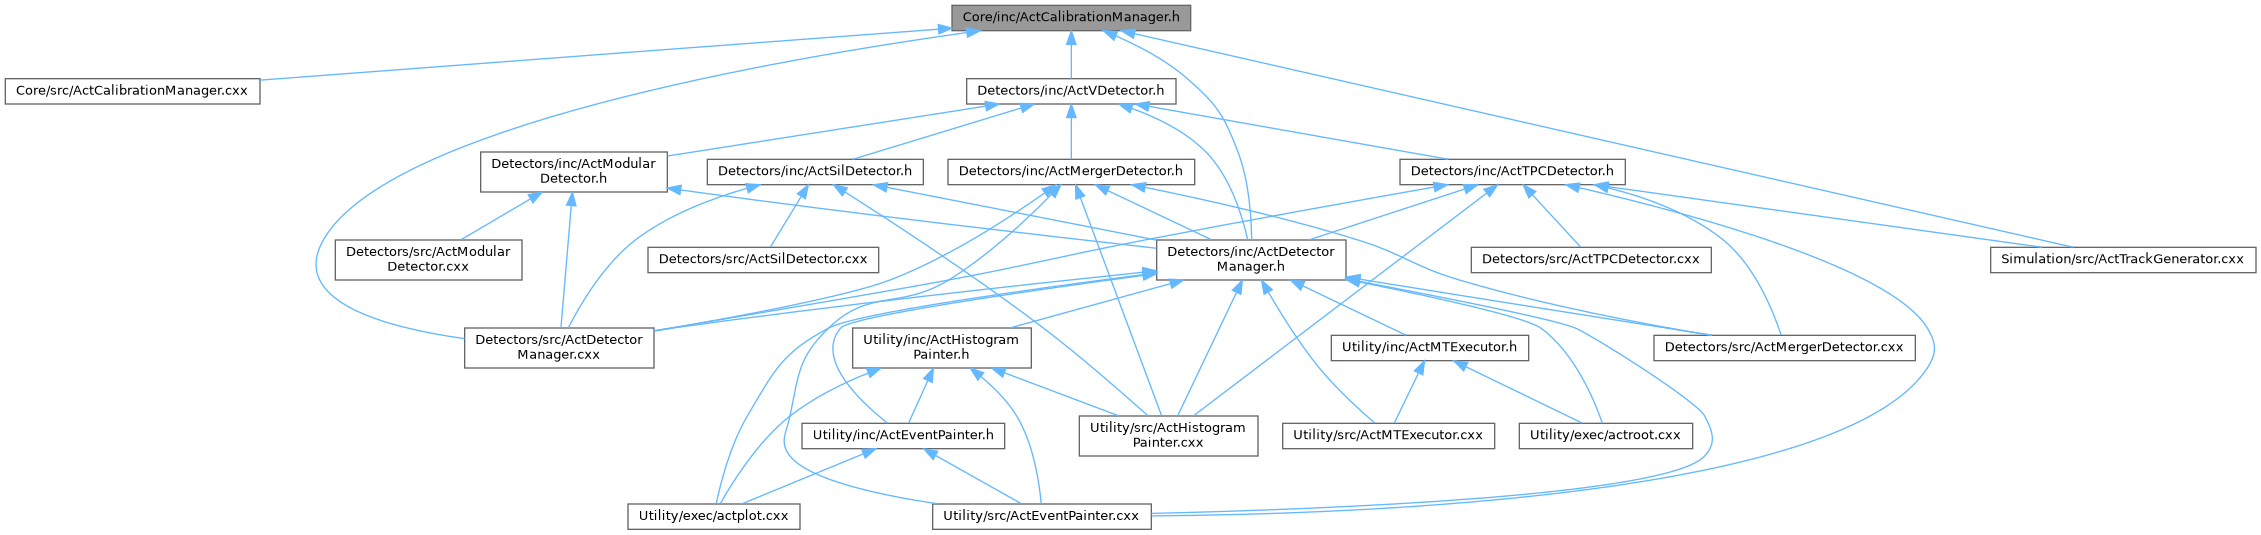 Core/inc/ActCalibrationManager.h
Core/src/ActCalibrationManager.cxx
Detectors/inc/ActVDetector.h
Detectors/inc/ActModular
Detector.h
Detectors/inc/ActSilDetector.h
Detectors/inc/ActMergerDetector.h
Detectors/inc/ActTPCDetector.h
Detectors/src/ActModular
Detector.cxx
Detectors/src/ActSilDetector.cxx
Detectors/inc/ActDetector
Manager.h
Detectors/src/ActTPCDetector.cxx
Simulation/src/ActTrackGenerator.cxx
Detectors/src/ActDetector
Manager.cxx
Utility/inc/ActHistogram
Painter.h
Utility/inc/ActMTExecutor.h
Detectors/src/ActMergerDetector.cxx
Utility/inc/ActEventPainter.h
Utility/src/ActHistogram
Painter.cxx
Utility/src/ActMTExecutor.cxx
Utility/exec/actroot.cxx
Utility/exec/actplot.cxx
Utility/src/ActEventPainter.cxx